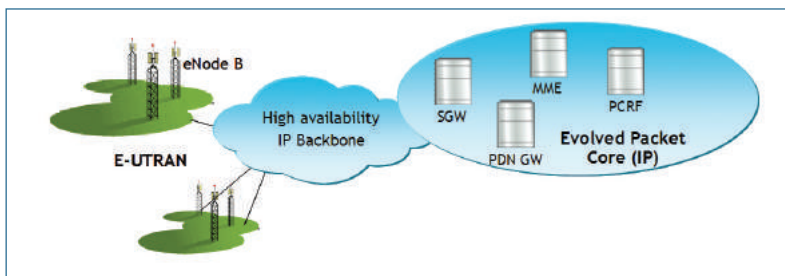 eNode B
E-UTRAN
High availability
IP Backbone
SGW
MME
PCRF
PDN GW
Evolved Packet
Core (IP)